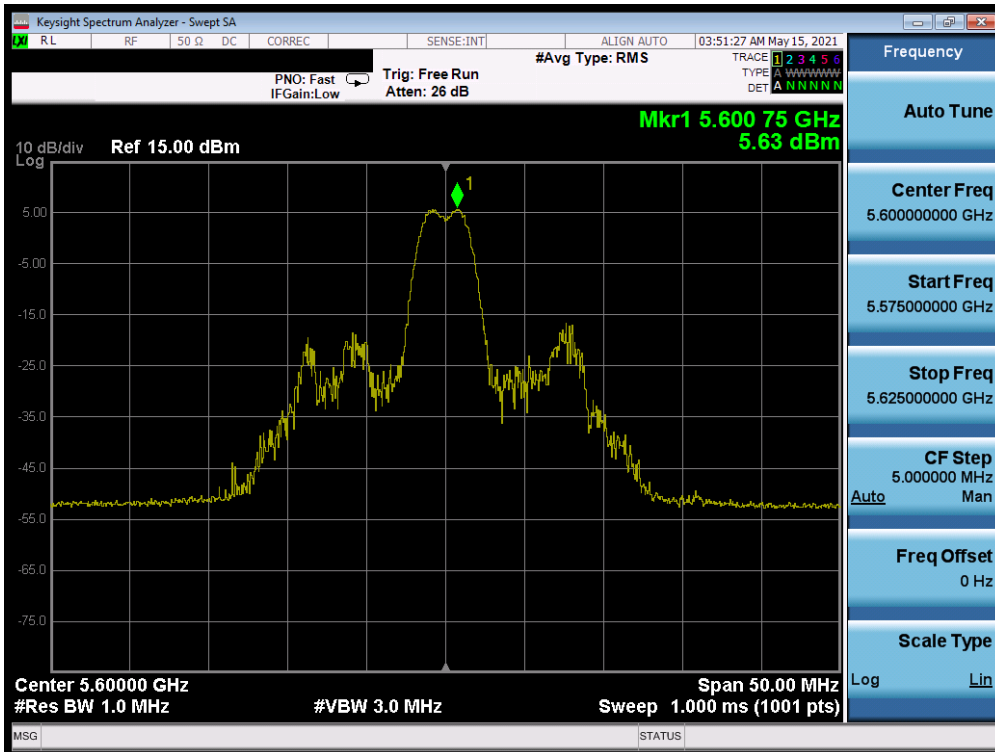 Keysight Spectrum Analyzer - Swept SA
LXI RL RF 50 Ω DC CORREC SENSE:INT ALIGN AUTO 03:51:27 AM May 15, 2021
#Avg Type: RMS TRACE 1 2 3 4 5 6
PNO: Fast Trig: Free Run TYPE A WWWWW
IFGain:Low Atten: 26 dB DET A N N N N N
Mkr1 5.600 75 GHz
5.63 dBm
10 dB/div Ref 15.00 dBm
Log
1
5.00
-5.00
-15.0
-25.0
-35.0
-45.0
-55.0
-65.0
-75.0
Center 5.60000 GHz Span 50.00 MHz
#Res BW 1.0 MHz #VBW 3.0 MHz Sweep 1.000 ms (1001 pts)
MSG STATUS
Frequency
Auto Tune
Center Freq
5.600000000 GHz
Start Freq
5.575000000 GHz
Stop Freq
5.625000000 GHz
CF Step
5.000000 MHz
Auto Man
Freq Offset
0 Hz
Scale Type
Log Lin